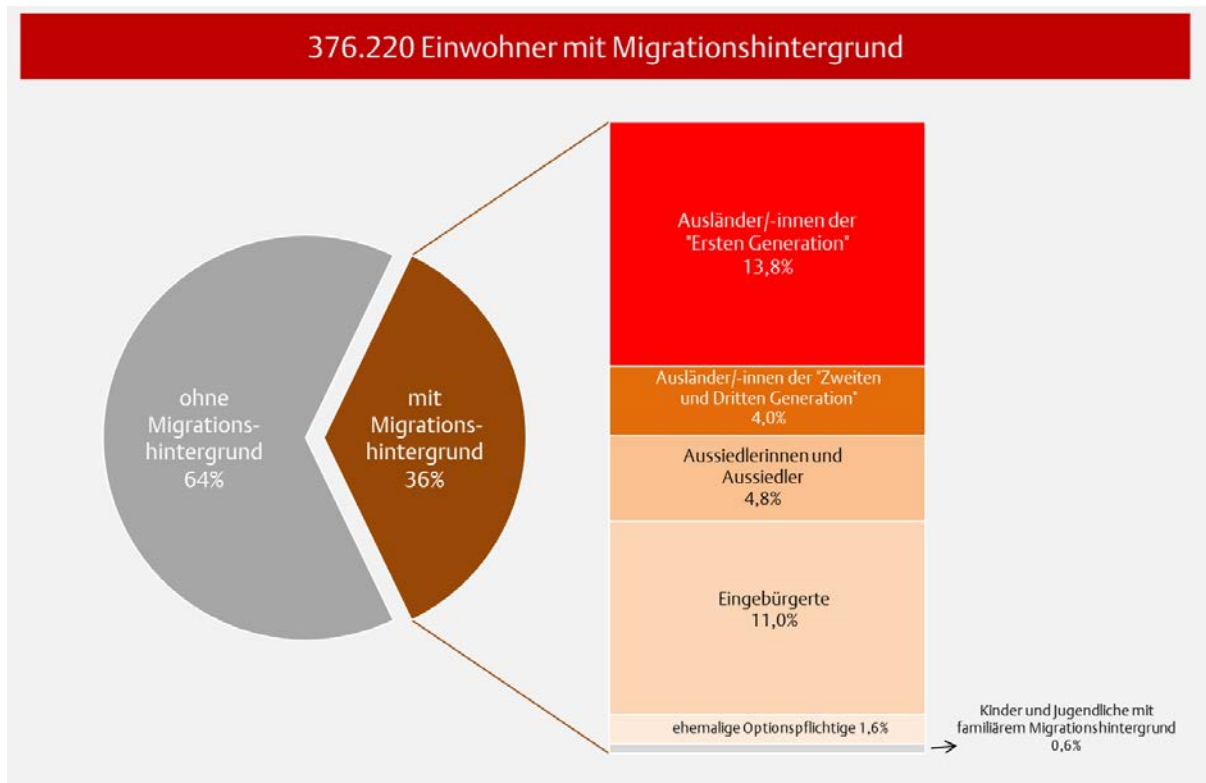 376.220 Einwohner mit Migrationshintergrund
ohne
Migrations-
hintergrund
64%
mit
Migrations-
hintergrund
36%
Ausländer/-innen der
"Ersten Generation"
13,8%
Ausländer/-innen der "Zweiten
und Dritten Generation"
4,0%
Aussiedlerinnen und
Aussiedler
4,8%
Eingebürgerte
11,0%
ehemalige Optionspflichtige 1,6%
Kinder und Jugendliche mit
familiärem Migrationshintergrund
0,6%